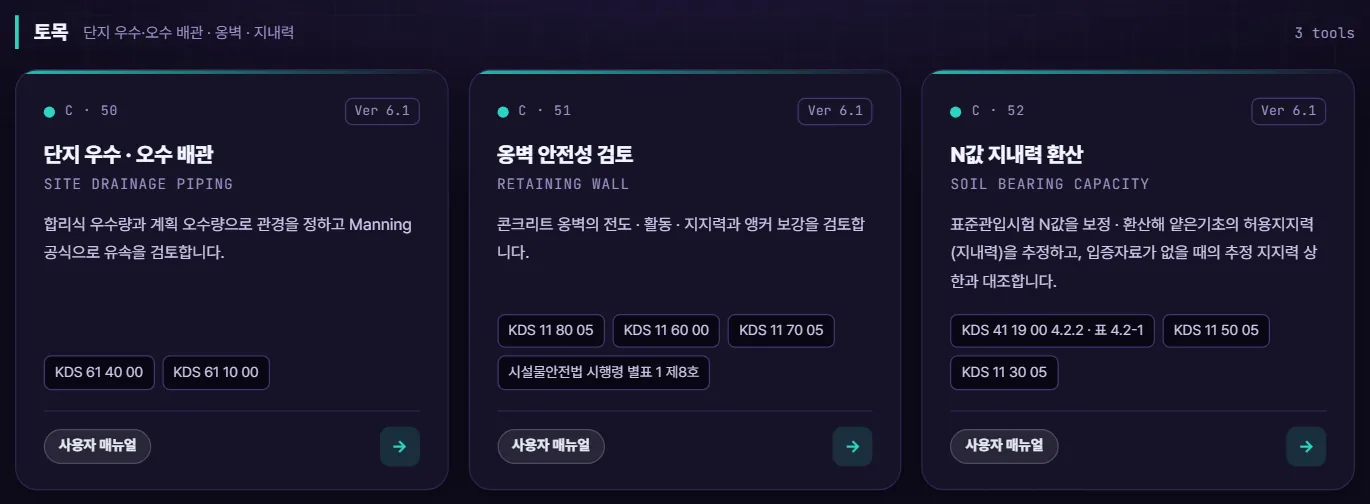 토목 단지 우수·오수 배관 · 옹벽 · 지내력
3 tools
C · 50
Ver 6.1
단지 우수 · 오수 배관
SITE DRAINAGE PIPING
합리식 우수량과 계획 오수량으로 관경을 정하고 Manning
공식으로 유속을 검토합니다.
KDS 61 40 00
KDS 61 10 00
사용자 매뉴얼
→
C · 51
Ver 6.1
옹벽 안전성 검토
RETAINING WALL
콘크리트 옹벽의 전도 · 활동 · 지지력과 앵커 보강을 검토합
니다.
KDS 11 80 05
KDS 11 60 00
KDS 11 70 05
시설물안전법 시행령 별표 1 제8호
사용자 매뉴얼
→
C · 52
Ver 6.1
N값 지내력 환산
SOIL BEARING CAPACITY
표준관입시험 N값을 보정 · 환산해 얕은기초의 허용지지력
(지내력)을 추정하고, 입증자료가 없을 때의 추정 지지력 상
한과 대조합니다.
KDS 41 19 00 4.2.2 · 표 4.2-1
KDS 11 50 05
KDS 11 30 05
사용자 매뉴얼
→